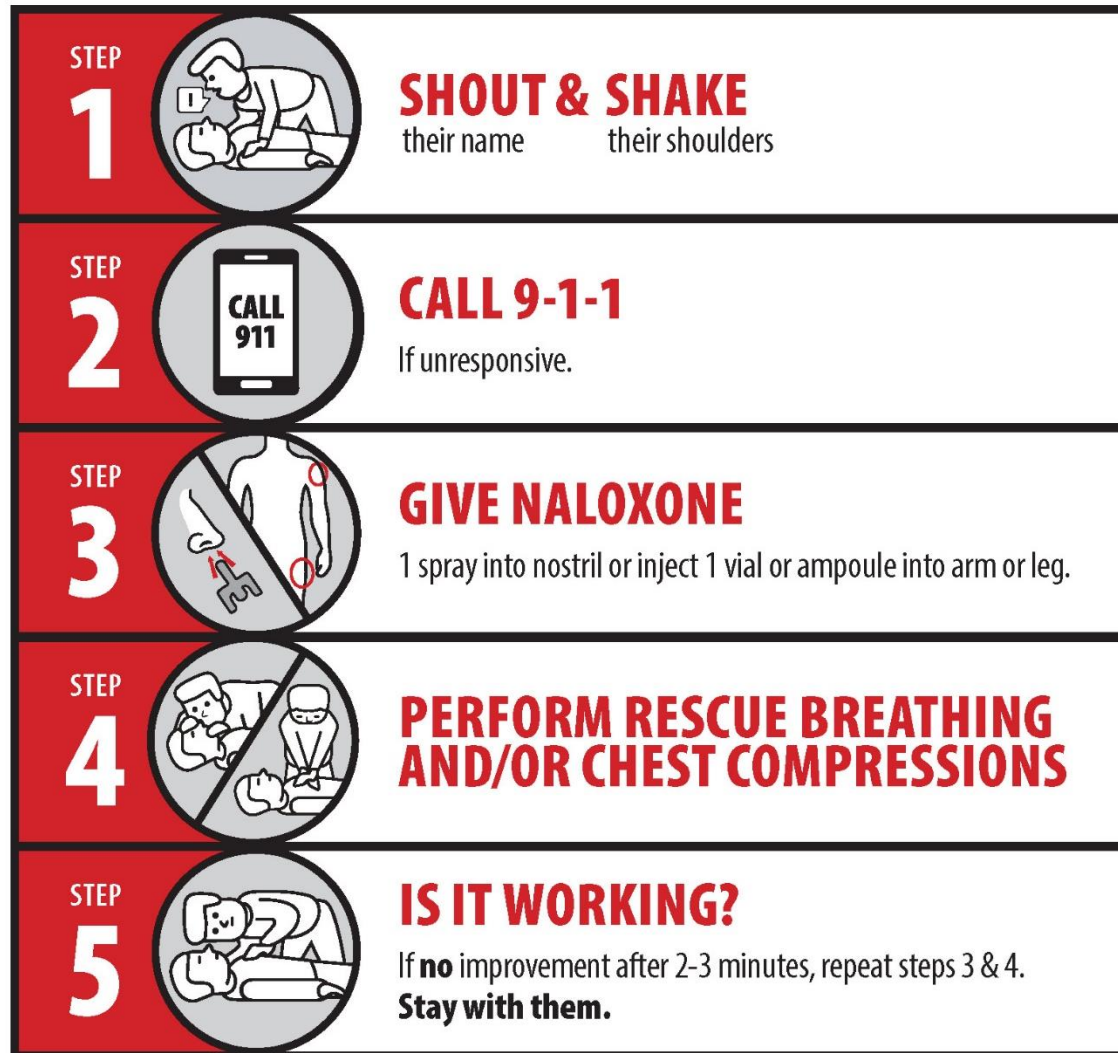 STEP
1
SHOUT & SHAKE
their name their shoulders
STEP
2
CALL
911
CALL 9-1-1
If unresponsive.
STEP
3
GIVE NALOXONE
1 spray into nostril or inject 1 vial or ampoule into arm or leg.
STEP
4
PERFORM RESCUE BREATHING
AND/OR CHEST COMPRESSIONS
STEP
5
IS IT WORKING?
If no improvement after 2-3 minutes, repeat steps 3 & 4.
Stay with them.